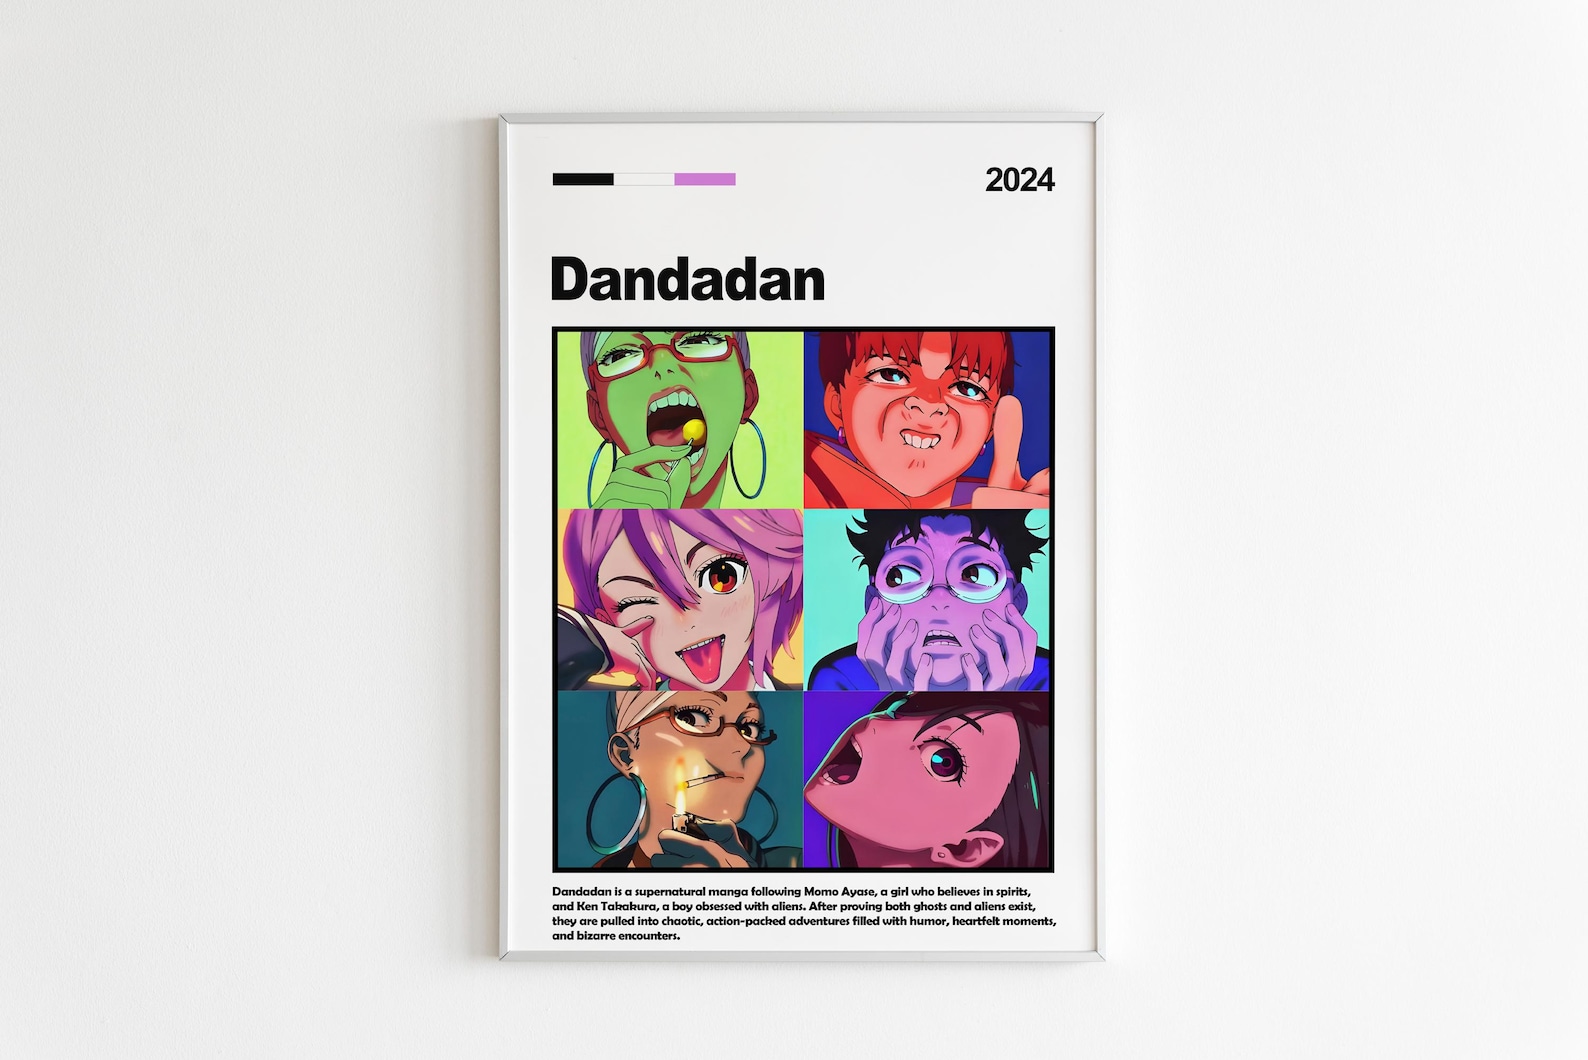 2024
Dandadan
Dandadan is a supernatural manga following Momo Ayase, a girl who believes in spirits,
and Ken Takakura, a boy obsessed with aliens. After proving both ghosts and aliens exist,
they are pulled into chaotic, action-packed adventures filled with humor, heartfelt moments,
and bizarre encounters.